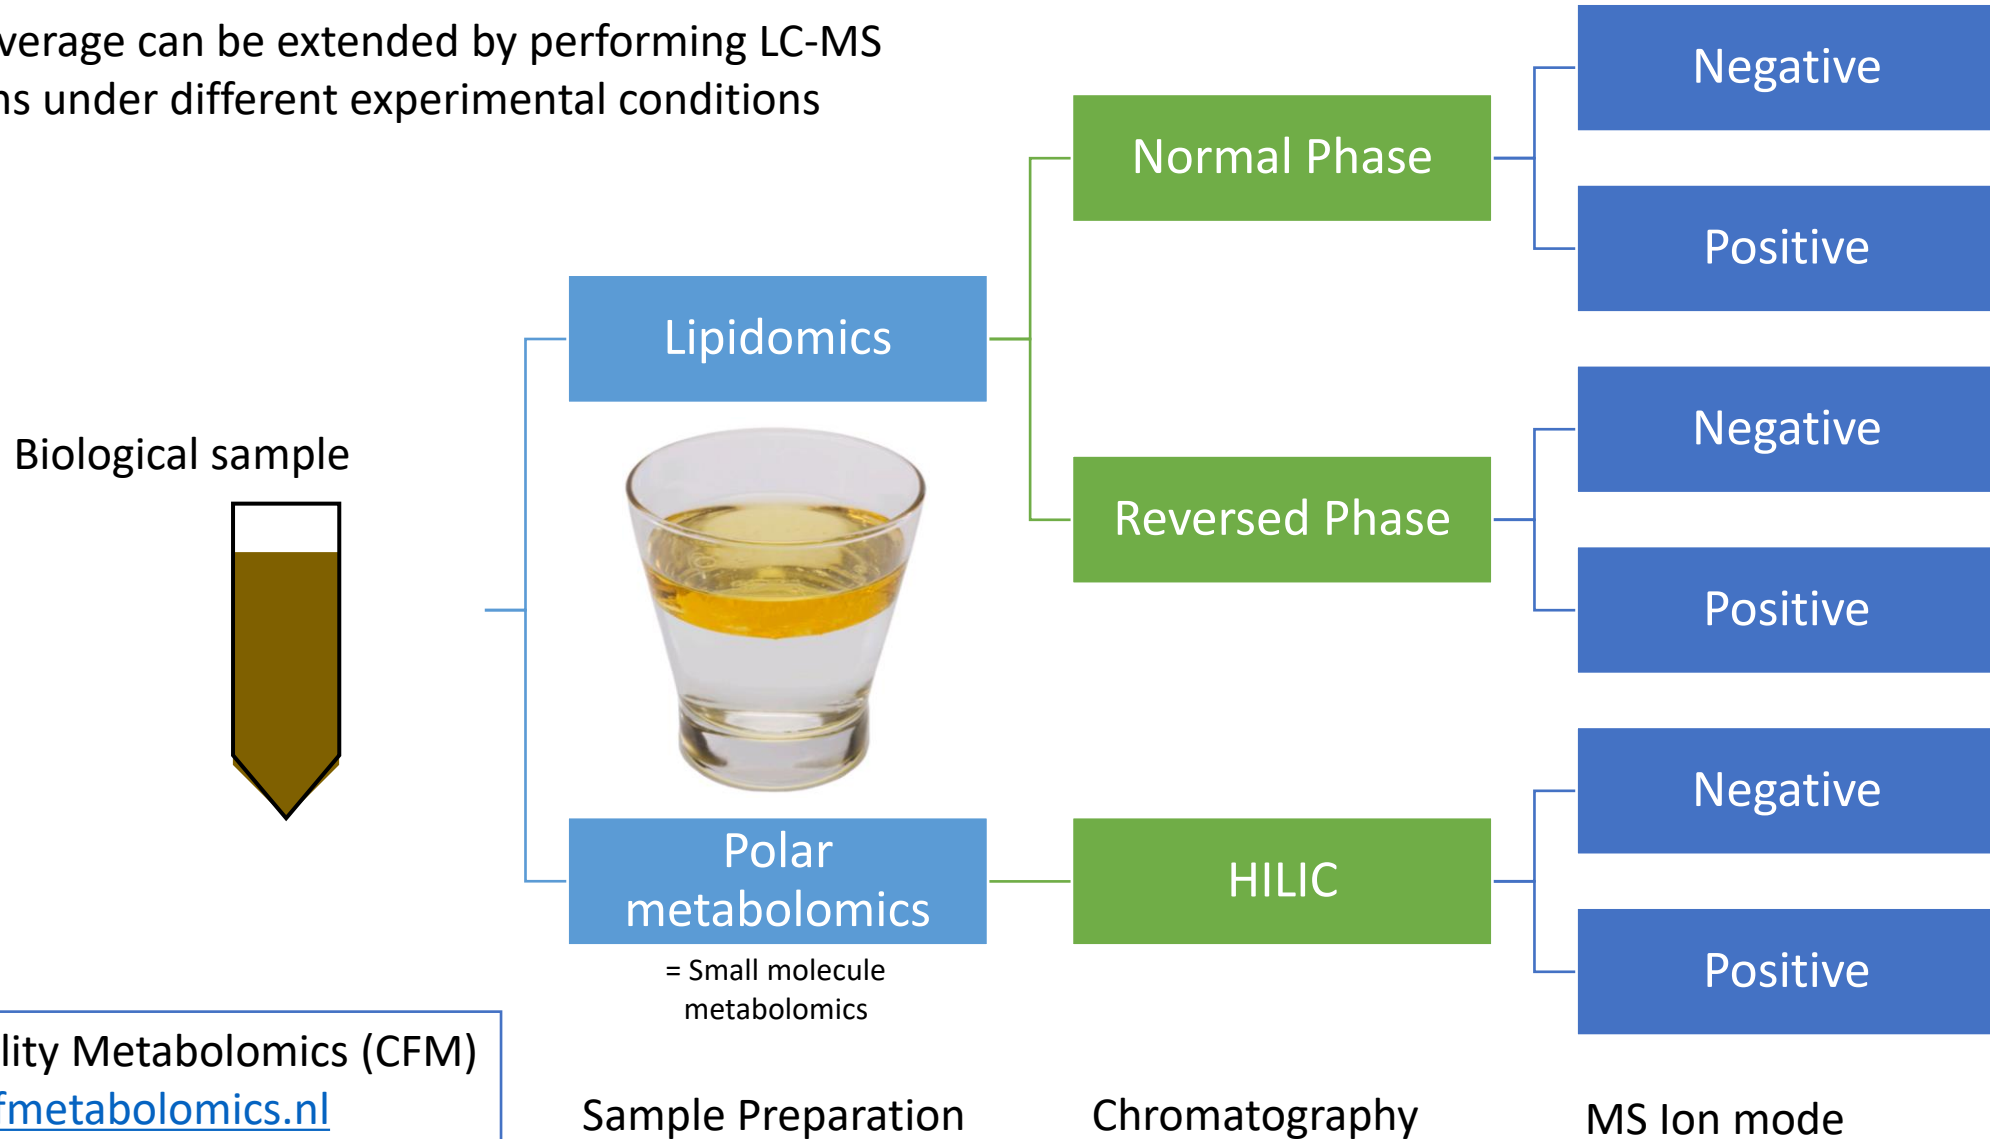 verage can be extended by performing LC-MS
ns under different experimental conditions
Negative
Normal Phase
Positive
Lipidomics
Negative
Biological sample
Reversed Phase
Positive
Negative
Polar
metabolomics
HILIC
= Small molecule
metabolomics
Positive
lity Metabolomics (CFM)
fmetabolomics.nl
Sample Preparation
Chromatography
MS Ion mode